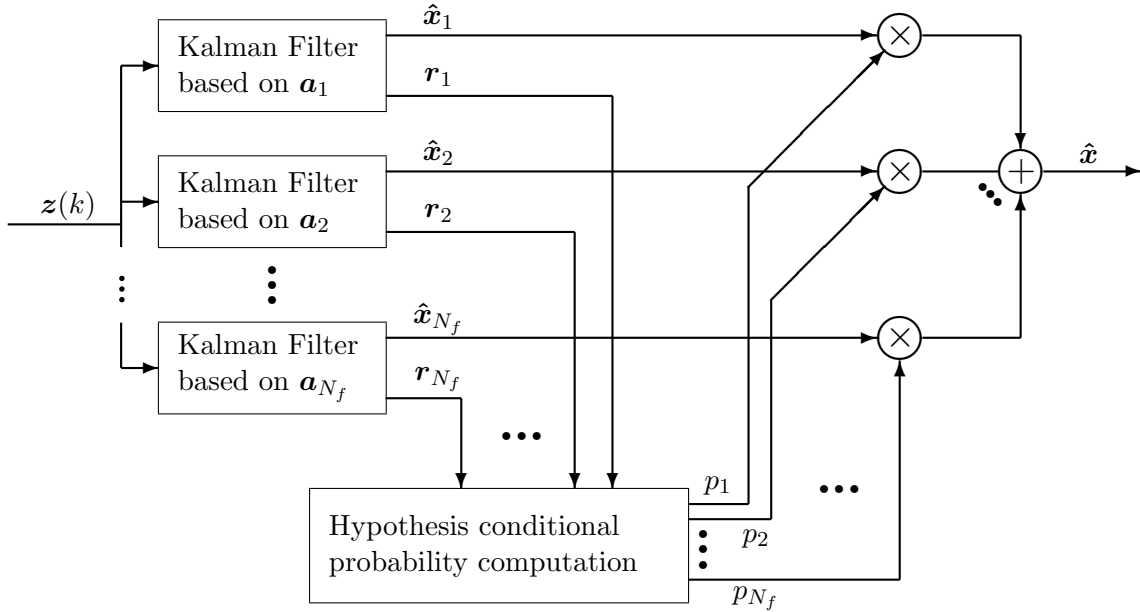 Kalman Filter
based on a₁
x̂₁
r₁
×
Kalman Filter
based on a₂
x̂₂
r₂
×
+
x̂
z(k)
Kalman Filter
based on a_{N_f}
x̂_{N_f}
r_{N_f}
×
Hypothesis conditional
probability computation
p₁
p₂
p_{N_f}